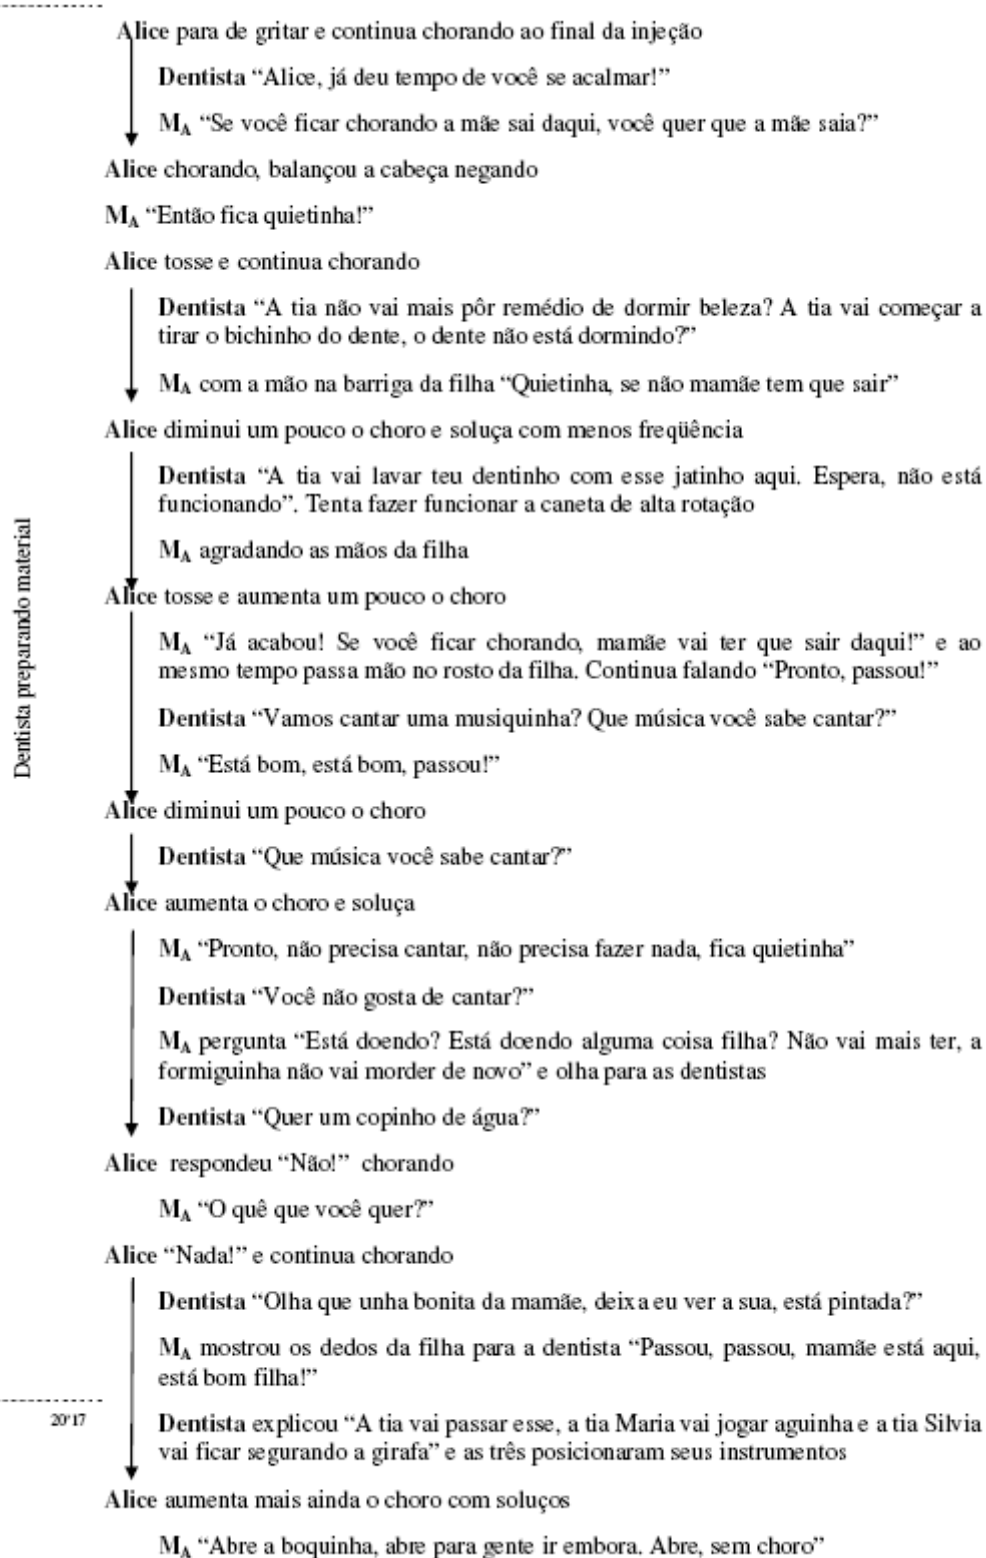 Alice para de gritar e continua chorando ao final da injeção
Dentista “Alice, já deu tempo de você se acalmar!”
MA “Se você ficar chorando a mãe sai daqui, você quer que a mãe saia?”
Alice chorando, balançou a cabeça negando
MA “Então fica quietinha!”
Alice tosse e continua chorando
Dentista “A tia não vai mais pôr remédio de dormir beleza? A tia vai começar a
tirar o bichinho do dente, o dente não está dormindo?”
MA com a mão na barriga da filha “Quietinha, se não mamãe tem que sair”
Alice diminui um pouco o choro e soluça com menos freqüência
Dentista “A tia vai lavar teu dentinho com esse jatinho aqui. Espera, não está
funcionando”. Tenta fazer funcionar a caneta de alta rotação
MA agradando as mãos da filha
Dentista preparando material
Alice tosse e aumenta um pouco o choro
MA “Já acabou! Se você ficar chorando, mamãe vai ter que sair daqui!” e ao
mesmo tempo passa mão no rosto da filha. Continua falando “Pronto, passou!”
Dentista “Vamos cantar uma musiquinha? Que música você sabe cantar?”
MA “Está bom, está bom, passou!”
Alice diminui um pouco o choro
Dentista “Que música você sabe cantar?”
Alice aumenta o choro e soluça
MA “Pronto, não precisa cantar, não precisa fazer nada, fica quietinha”
Dentista “Você não gosta de cantar?”
MA pergunta “Está doendo? Está doendo alguma coisa filha? Não vai mais ter, a
formiguinha não vai morder de novo” e olha para as dentistas
Dentista “Quer um copinho de água?”
Alice respondeu “Não!” chorando
MA “O quê que você quer?”
Alice “Nada!” e continua chorando
Dentista “Olha que unha bonita da mamãe, deixa eu ver a sua, está pintada?”
MA mostrou os dedos da filha para a dentista “Passou, passou, mamãe está aqui,
está bom filha!”
20'17
Dentista explicou “A tia vai passar esse, a tia Maria vai jogar aguinha e a tia Silvia
vai ficar segurando a girafa” e as três posicionaram seus instrumentos
Alice aumenta mais ainda o choro com soluços
MA “Abre a boquinha, abre para gente ir embora. Abre, sem choro”